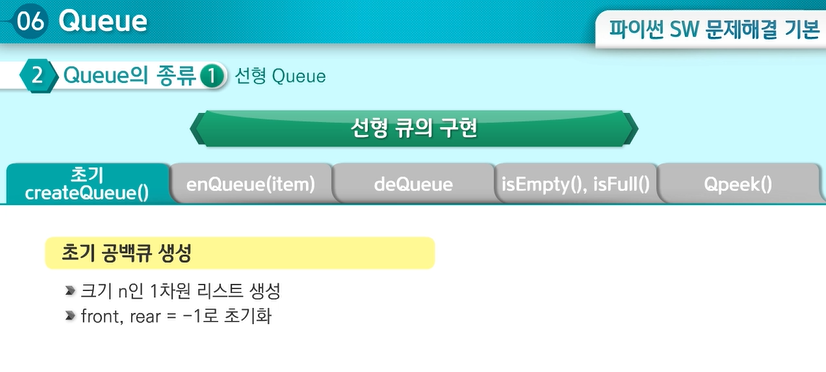 06 Queue
파이썬 SW 문제해결 기본
2 Queue의 종류 1 선형 Queue
선형 큐의 구현
초기
createQueue()
enQueue(item)
deQueue
isEmpty(), isFull()
Qpeek()
초기 공백큐 생성
크기 n인 1차원 리스트 생성
front, rear = -1로 초기화